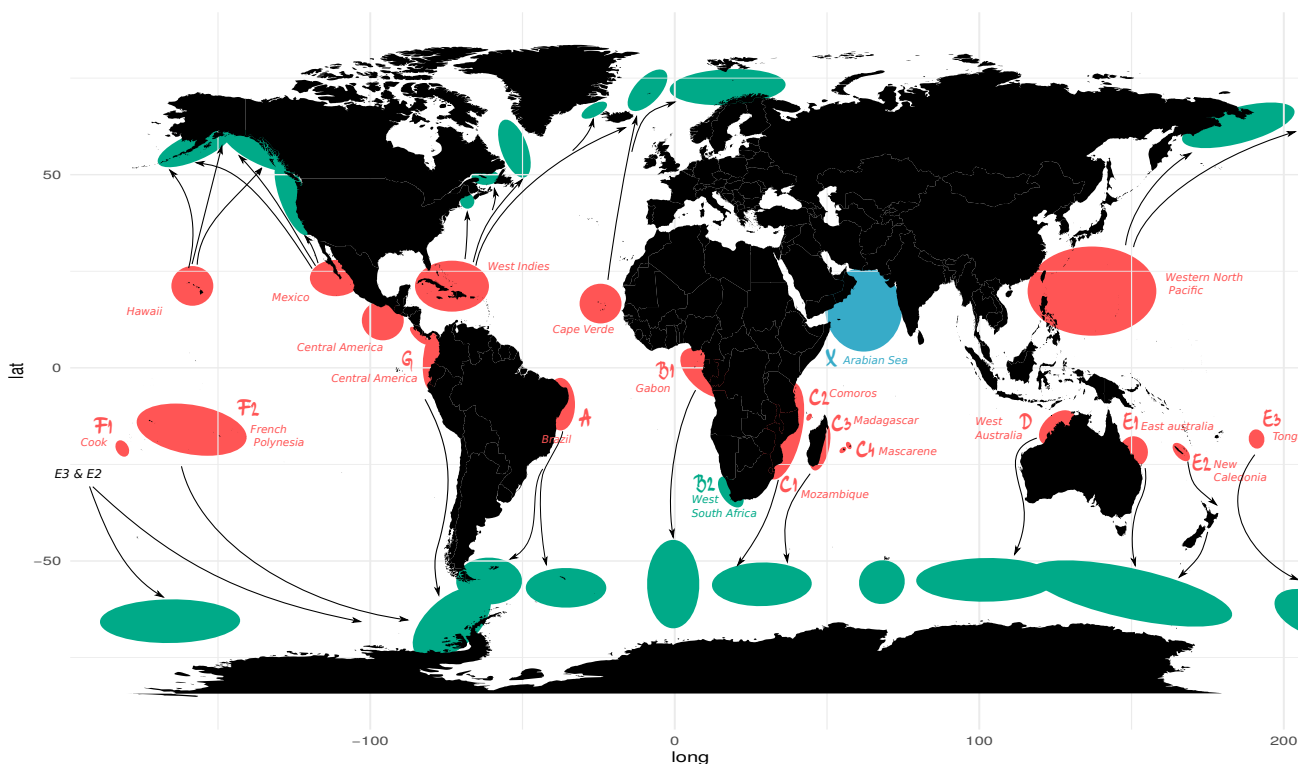 50
West Indies
Hawaii
Mexico
Cape Verde
Western North
Pacific
Central America
G
Central America
X Arabian Sea
lat
0
B1
Gabon
C2 Comoros
C3 Madagascar
C4 Mascarene
F1
Cook
F2
French
Polynesia
A
Brazil
West
Australia
D
E1 East australia
E2 New
Caledonia
E3
Tong
E3 & E2
B2
West
South Africa
C1
Mozambique
−50
−100
0
100
200
long